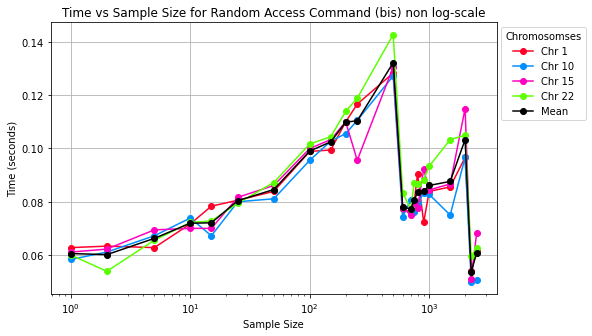 Time vs Sample Size for Random Access Command (bis) non log-scale
0.14
0.12
0.10
0.08
0.06
Time (seconds)
10⁰
10¹
10²
10³
Sample Size
Chromosomses
Chr 1
Chr 10
Chr 15
Chr 22
Mean